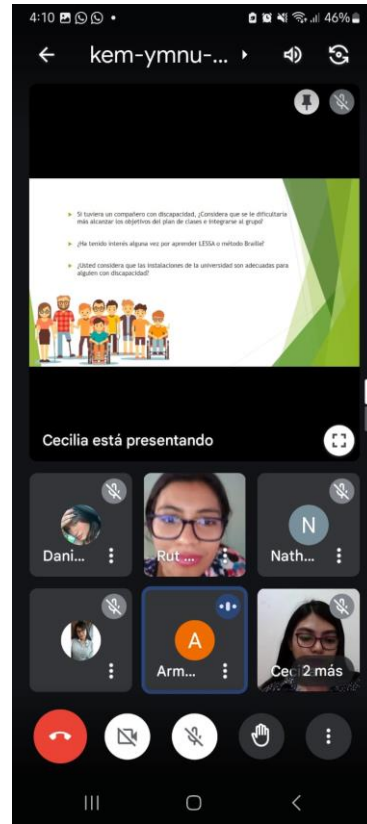 4:10 46%
kem-ymnu-...
Si tuviera un compañero con discapacidad, ¿Considera que se le dificultaría
más alcanzar los objetivos del plan de clases e integrarse al grupo?
¿Ha tenido interés alguna vez por aprender LESSA o método Braille?
¿Usted considera que las instalaciones de la universidad son adecuadas para
alguien con discapacidad?
Cecilia está presentando
Dani...
Rut ...
N
Nath...
A
Arm...
Ceci
2 más